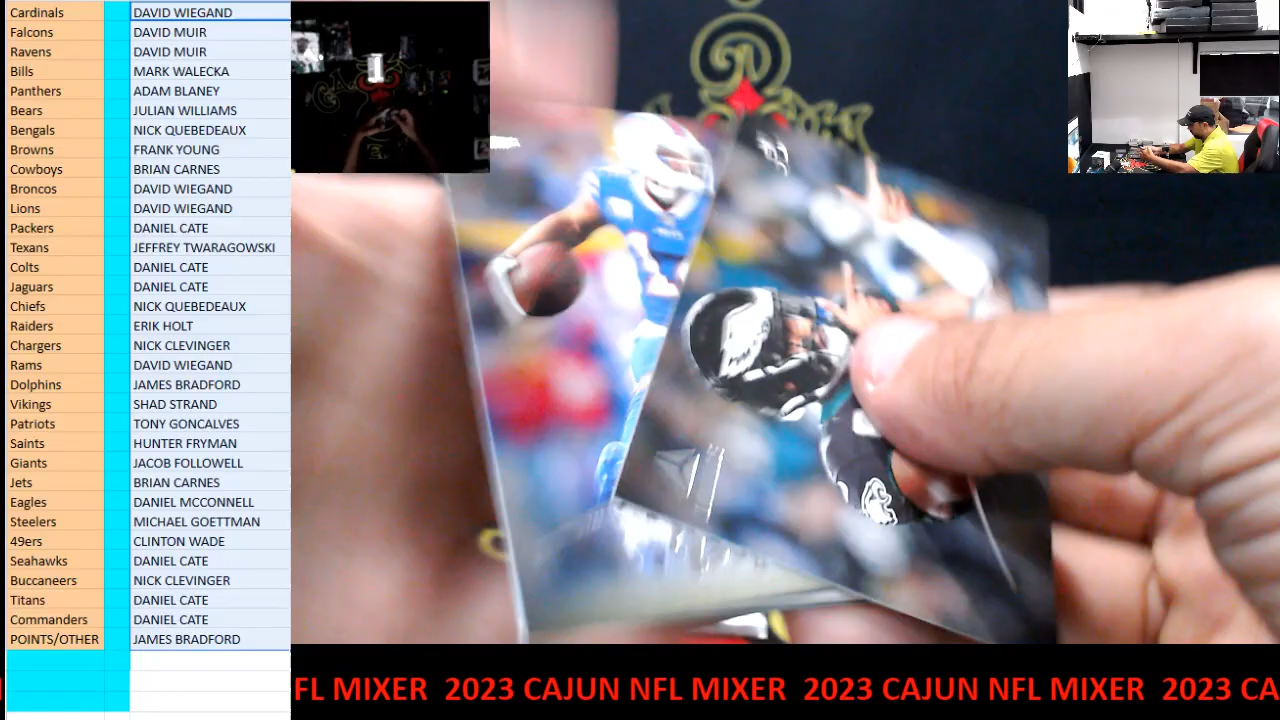 Cardinals DAVID WIEGAND
Falcons DAVID MUIR
Ravens DAVID MUIR
Bills MARK WALECKA
Panthers ADAM BLANEY
Bears JULIAN WILLIAMS
Bengals NICK QUEBEDEAUX
Browns FRANK YOUNG
Cowboys BRIAN CARNES
Broncos DAVID WIEGAND
Lions DAVID WIEGAND
Packers DANIEL CATE
Texans JEFFREY TWARAGOWSKI
Colts DANIEL CATE
Jaguars DANIEL CATE
Chiefs NICK QUEBEDEAUX
Raiders ERIK HOLT
Chargers NICK CLEVINGER
Rams DAVID WIEGAND
Dolphins JAMES BRADFORD
Vikings SHAD STRAND
Patriots TONY GONCALVES
Saints HUNTER FRYMAN
Giants JACOB FOLLOWELL
Jets BRIAN CARNES
Eagles DANIEL MCCONNELL
Steelers MICHAEL GOETTMAN
49ers CLINTON WADE
Seahawks DANIEL CATE
Buccaneers NICK CLEVINGER
Titans DANIEL CATE
Commanders DANIEL CATE
POINTS/OTHER JAMES BRADFORD
FL MIXER 2023 CAJUN NFL MIXER 2023 CAJUN NFL MIXER 2023 CA